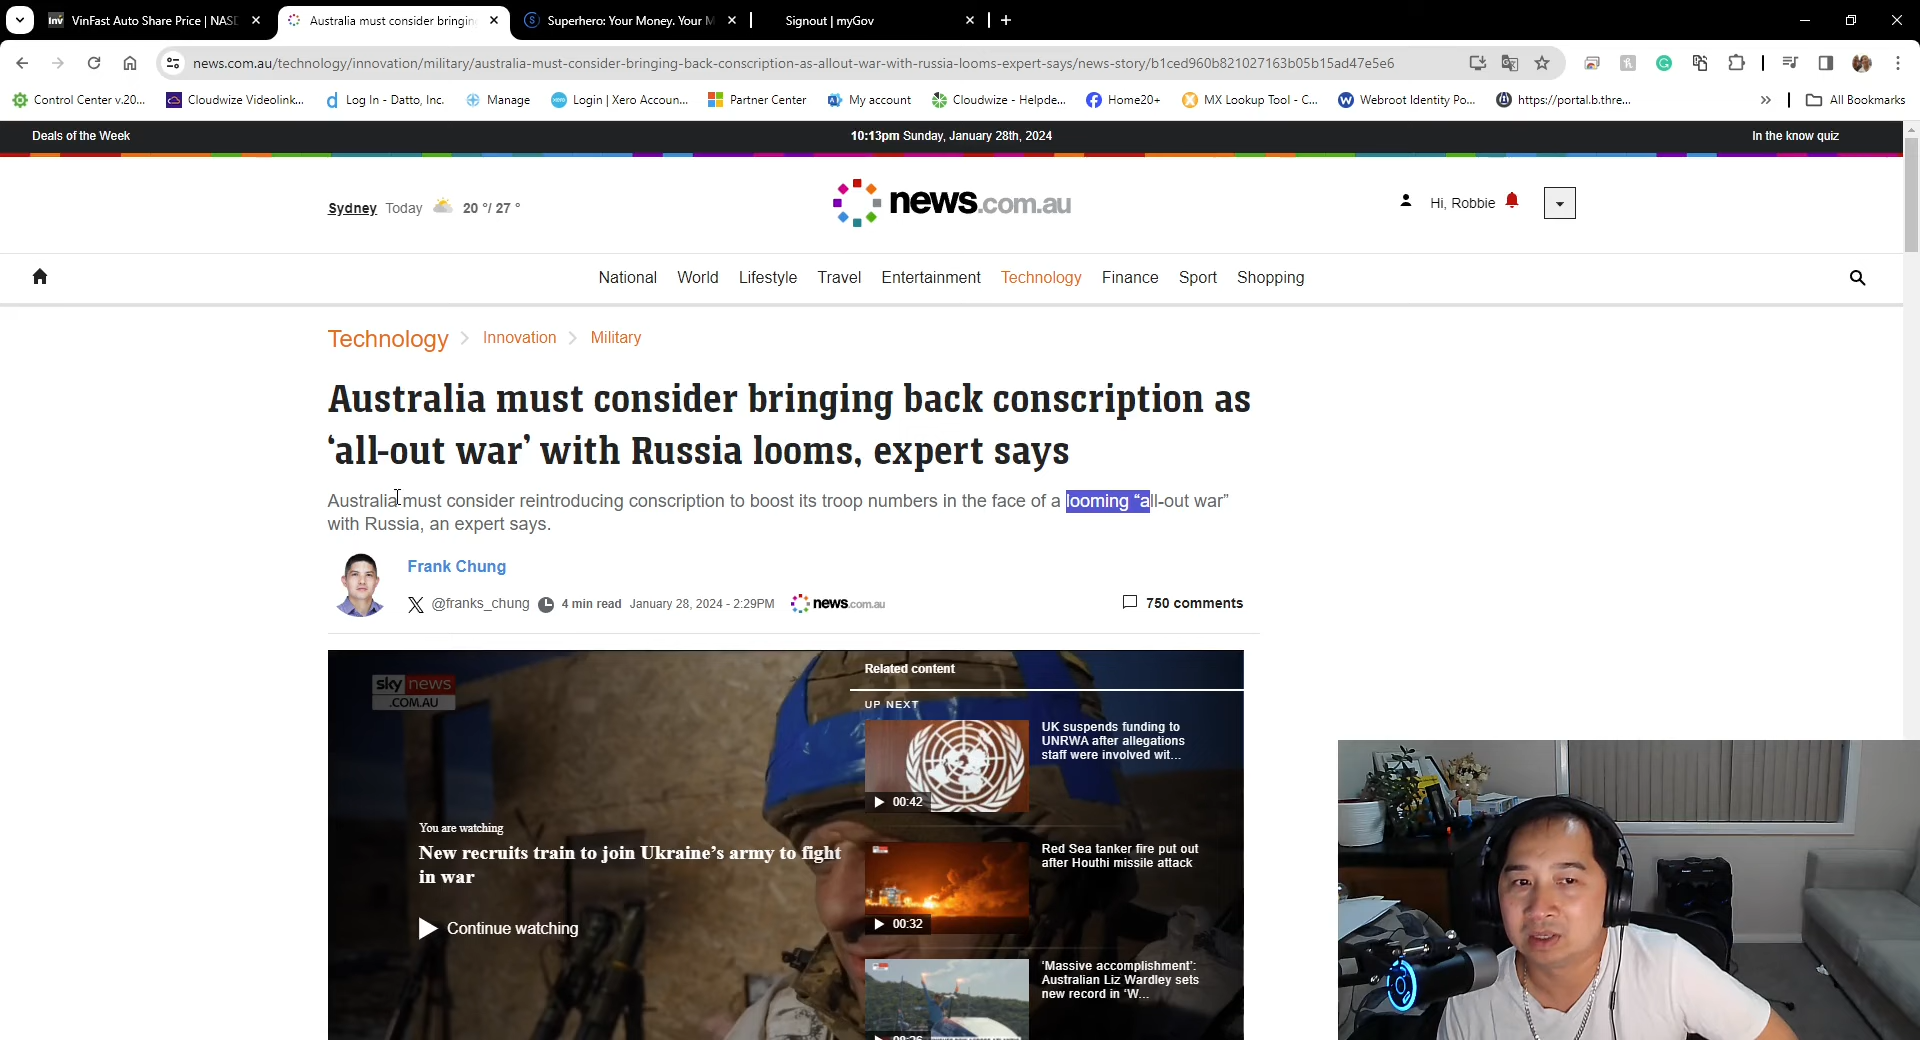 Inv VinFast Auto Share Price | NASD
Australia must consider bringing
S Superhero: Your Money. Your M
Signout | myGov
news.com.au/technology/innovation/military/australia-must-consider-bringing-back-conscription-as-allout-war-with-russia-looms-expert-says/news-story/b1ced960b821027163b05b15ad47e5e6
Control Center v.20...
Cloudwize Videolink...
Log In - Datto, Inc.
Manage
Login | Xero Accoun...
Partner Center
My account
Cloudwize - Helpde...
Home20+
MX Lookup Tool - C...
Webroot Identity Po...
https://portal.b.thre...
»
All Bookmarks
Deals of the Week
10:13pm Sunday, January 28th, 2024
In the know quiz
Sydney Today 20 °/ 27 °
news.com.au
Hi, Robbie
National World Lifestyle Travel Entertainment Technology Finance Sport Shopping
Technology Innovation Military
Australia must consider bringing back conscription as
‘all-out war’ with Russia looms, expert says
Australia must consider reintroducing conscription to boost its troop numbers in the face of a looming “all-out war”
with Russia, an expert says.
Frank Chung
@franks_chung 4 min read January 28, 2024 - 2:29PM news.com.au
750 comments
sky news
.COM.AU
Related content
UP NEXT
UK suspends funding to
UNRWA after allegations
staff were involved wit...
00:42
You are watching
New recruits train to join Ukraine’s army to fight
in war
Continue watching
Red Sea tanker fire put out
after Houthi missile attack
00:32
‘Massive accomplishment’:
Australian Liz Wardley sets
new record in ‘W...